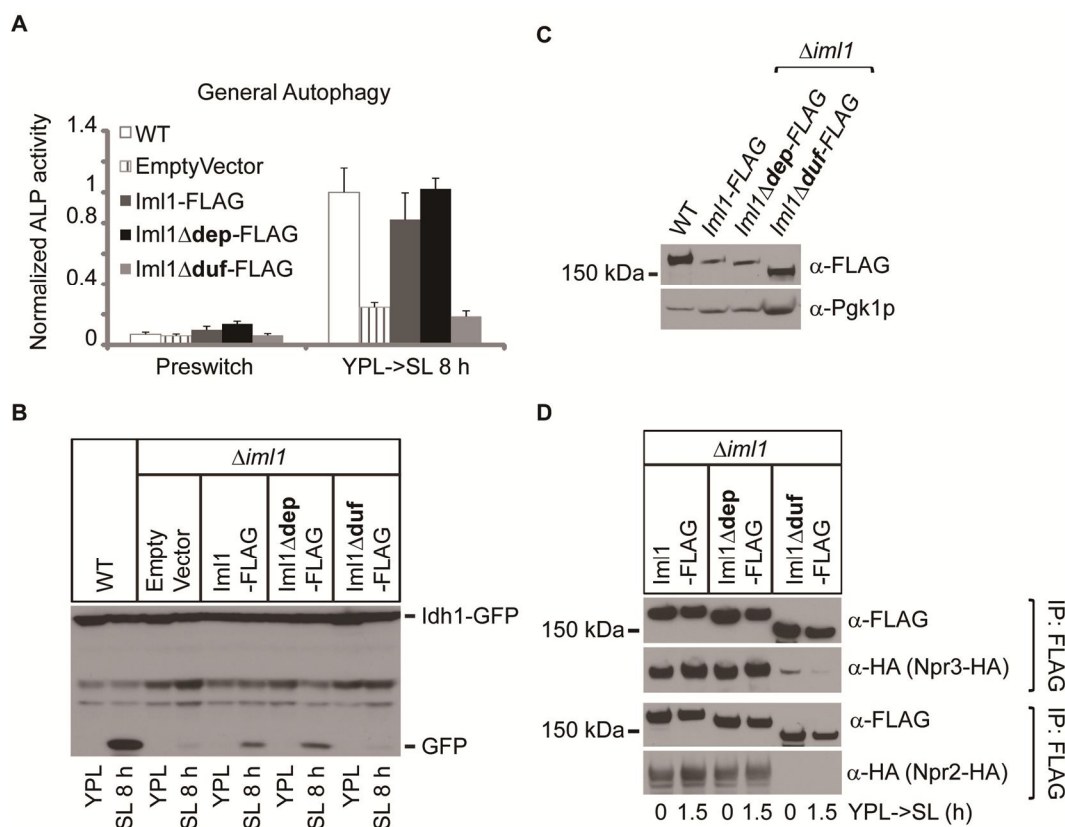 A
General Autophagy
Normalized ALP activity
1.4
1.2
1
0.8
0.4
0
WT
EmptyVector
Iml1-FLAG
Iml1Δdep-FLAG
Iml1Δduf-FLAG
Preswitch
YPL->SL 8 h
B
Δiml1
WT
Empty
Vector
Iml1
-FLAG
Iml1Δdep
-FLAG
Iml1Δduf
-FLAG
Idh1-GFP
GFP
YPL
SL 8 h
YPL
SL 8 h
YPL
SL 8 h
YPL
SL 8 h
YPL
SL 8 h
C
Δiml1
WT
Iml1-FLAG
Iml1Δdep-FLAG
Iml1Δduf-FLAG
150 kDa
α-FLAG
α-Pgk1p
D
Δiml1
Iml1
-FLAG
Iml1Δdep
-FLAG
Iml1Δduf
-FLAG
150 kDa
α-FLAG
α-HA (Npr3-HA)
IP: FLAG
150 kDa
α-FLAG
α-HA (Npr2-HA)
IP: FLAG
0 1.5 0 1.5 0 1.5 YPL->SL (h)